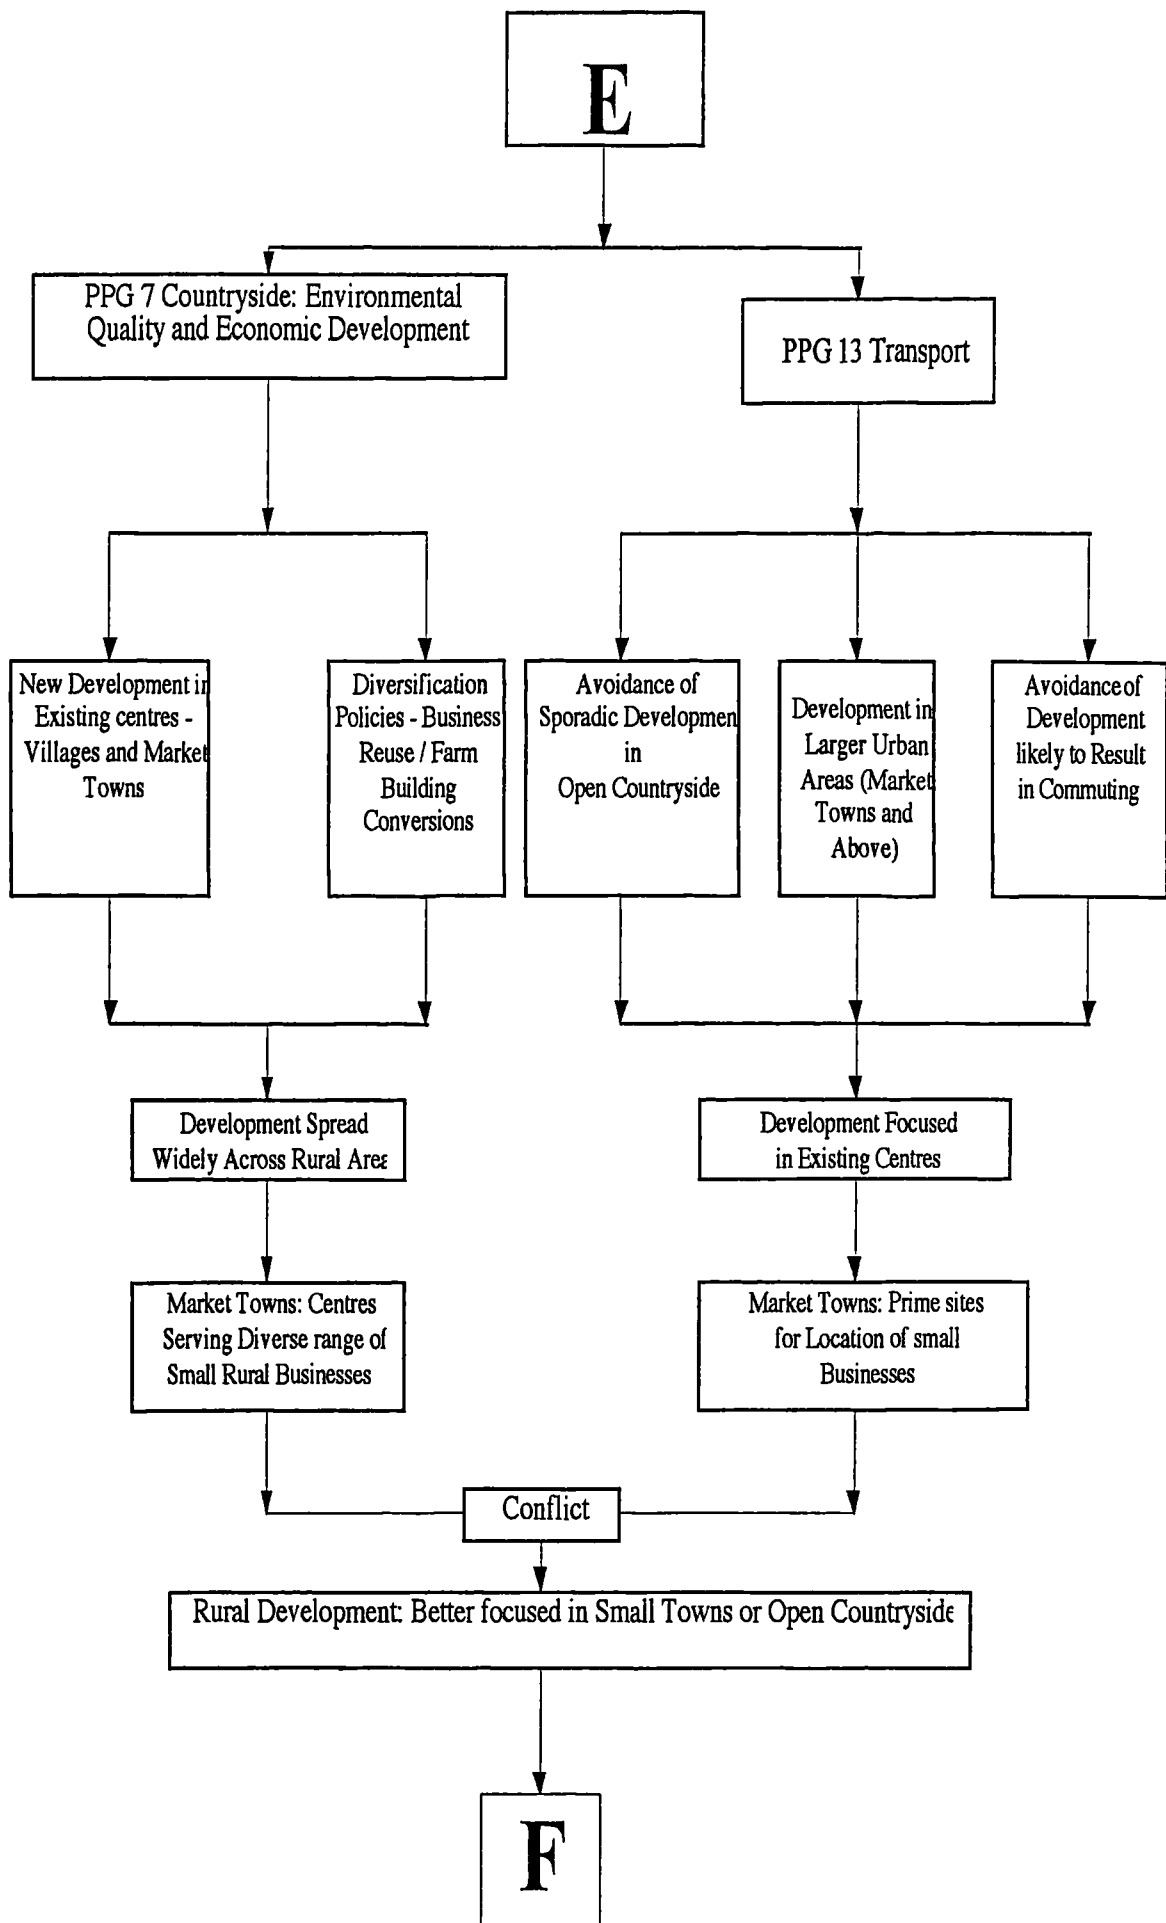 E
PPG 7 Countryside: Environmental
Quality and Economic Development
PPG 13 Transport
New Development in
Existing centres -
Villages and Market
Towns
Diversification
Policies - Business
Reuse / Farm
Building
Conversions
Avoidance of
Sporadic Developmen
in
Open Countryside
Development in
Larger Urban
Areas (Market
Towns and
Above)
Avoidance of
Development
likely to Result
in Commuting
Development Spread
Widely Across Rural Area
Development Focused
in Existing Centres
Market Towns: Centres
Serving Diverse range of
Small Rural Businesses
Market Towns: Prime sites
for Location of small
Businesses
Conflict
Rural Development: Better focused in Small Towns or Open Countryside
F